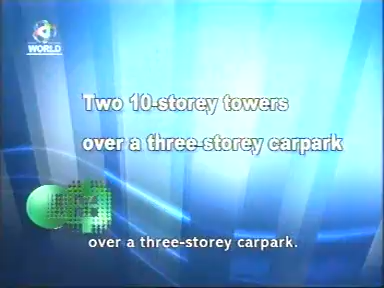 WORLD
Two 10-storey towers
over a three-storey carpark
over a three-storey carpark.